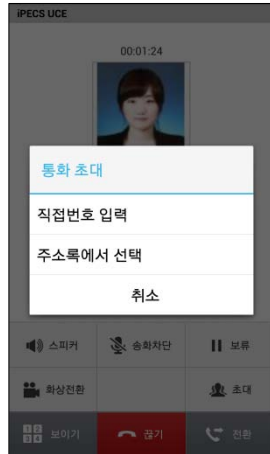 iPECS UCE
00:01:24
통화 초대
직접번호 입력
주소록에서 선택
취소
스피커 송화차단 보류
화상전환 초대
보이기 끊기 전환